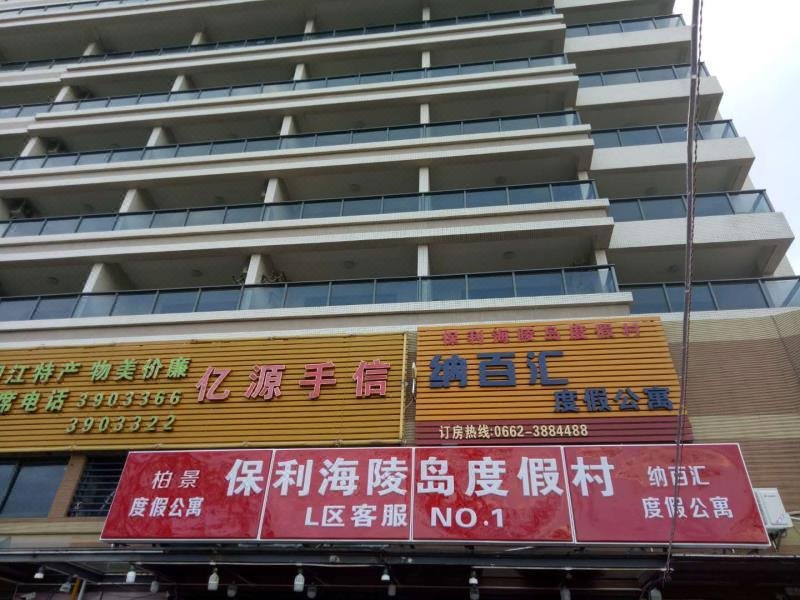 江特产 物美价廉
席电话 3903366
3903322
亿源手信
保利海陵岛度假村
纳百汇
度假公寓
订房热线:0662-3884488
柏景
度假公寓
保利海陵岛度假村
L区客服 NO.1
纳百汇
度假公寓